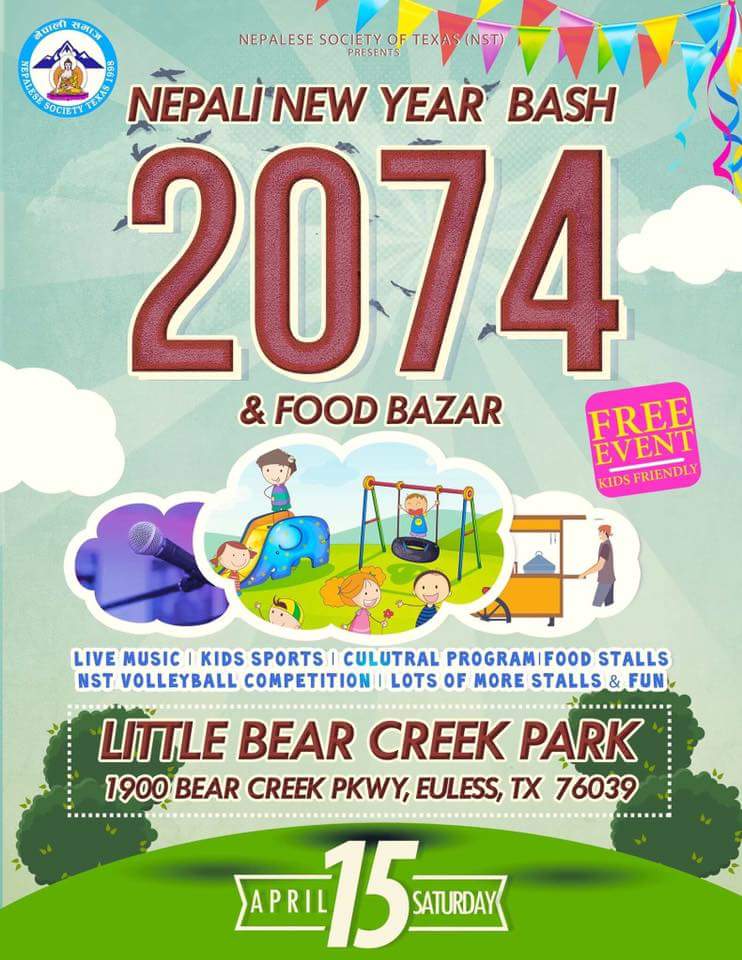 नेपाली समाज
NEPALESE SOCIETY TEXAS 1998
NEPALESE SOCIETY OF TEXAS (NST)
PRESENTS
NEPALI NEW YEAR BASH
2074
& FOOD BAZAR
FREE
EVENT
KIDS FRIENDLY
LIVE MUSIC | KIDS SPORTS | CULUTRAL PROGRAM|FOOD STALLS
NST VOLLEYBALL COMPETITION | LOTS OF MORE STALLS & FUN
LITTLE BEAR CREEK PARK
1900 BEAR CREEK PKWY, EULESS, TX 76039
APRIL 15 SATURDAY